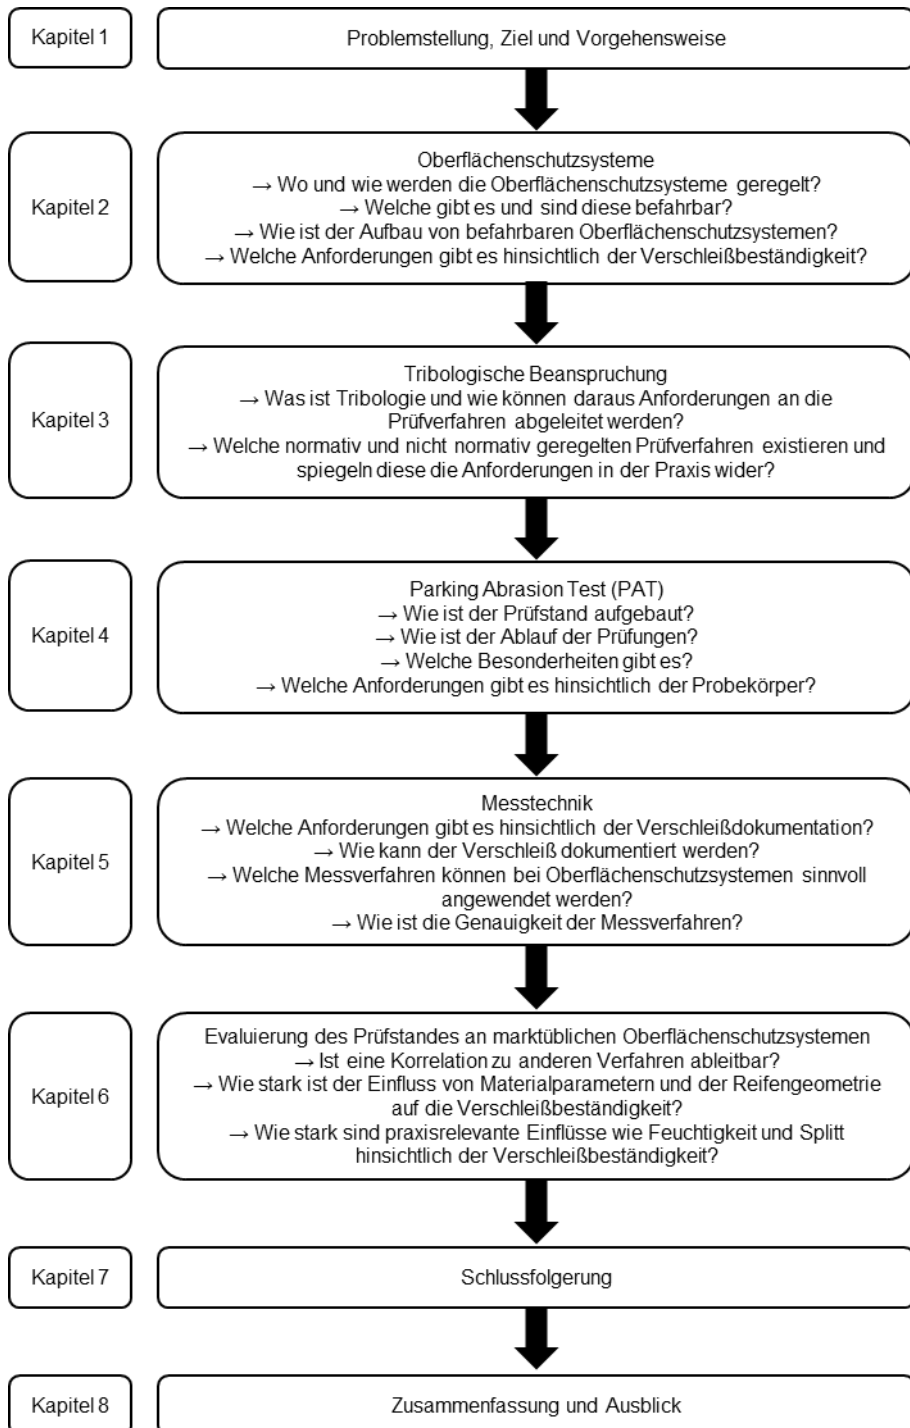 Kapitel 1
Problemstellung, Ziel und Vorgehensweise
Kapitel 2
Oberflächenschutzsysteme
→ Wo und wie werden die Oberflächenschutzsysteme geregelt?
→ Welche gibt es und sind diese befahrbar?
→ Wie ist der Aufbau von befahrbaren Oberflächenschutzsystemen?
→ Welche Anforderungen gibt es hinsichtlich der Verschleißbeständigkeit?
Kapitel 3
Tribologische Beanspruchung
→ Was ist Tribologie und wie können daraus Anforderungen an die
Prüfverfahren abgeleitet werden?
→ Welche normativ und nicht normativ geregelten Prüfverfahren existieren und
spiegeln diese die Anforderungen in der Praxis wider?
Kapitel 4
Parking Abrasion Test (PAT)
→ Wie ist der Prüfstand aufgebaut?
→ Wie ist der Ablauf der Prüfungen?
→ Welche Besonderheiten gibt es?
→ Welche Anforderungen gibt es hinsichtlich der Probekörper?
Kapitel 5
Messtechnik
→ Welche Anforderungen gibt es hinsichtlich der Verschleißdokumentation?
→ Wie kann der Verschleiß dokumentiert werden?
→ Welche Messverfahren können bei Oberflächenschutzsystemen sinnvoll
angewendet werden?
→ Wie ist die Genauigkeit der Messverfahren?
Kapitel 6
Evaluierung des Prüfstandes an marktüblichen Oberflächenschutzsystemen
→ Ist eine Korrelation zu anderen Verfahren ableitbar?
→ Wie stark ist der Einfluss von Materialparametern und der Reifengeometrie
auf die Verschleißbeständigkeit?
→ Wie stark sind praxisrelevante Einflüsse wie Feuchtigkeit und Splitt
hinsichtlich der Verschleißbeständigkeit?
Kapitel 7
Schlussfolgerung
Kapitel 8
Zusammenfassung und Ausblick